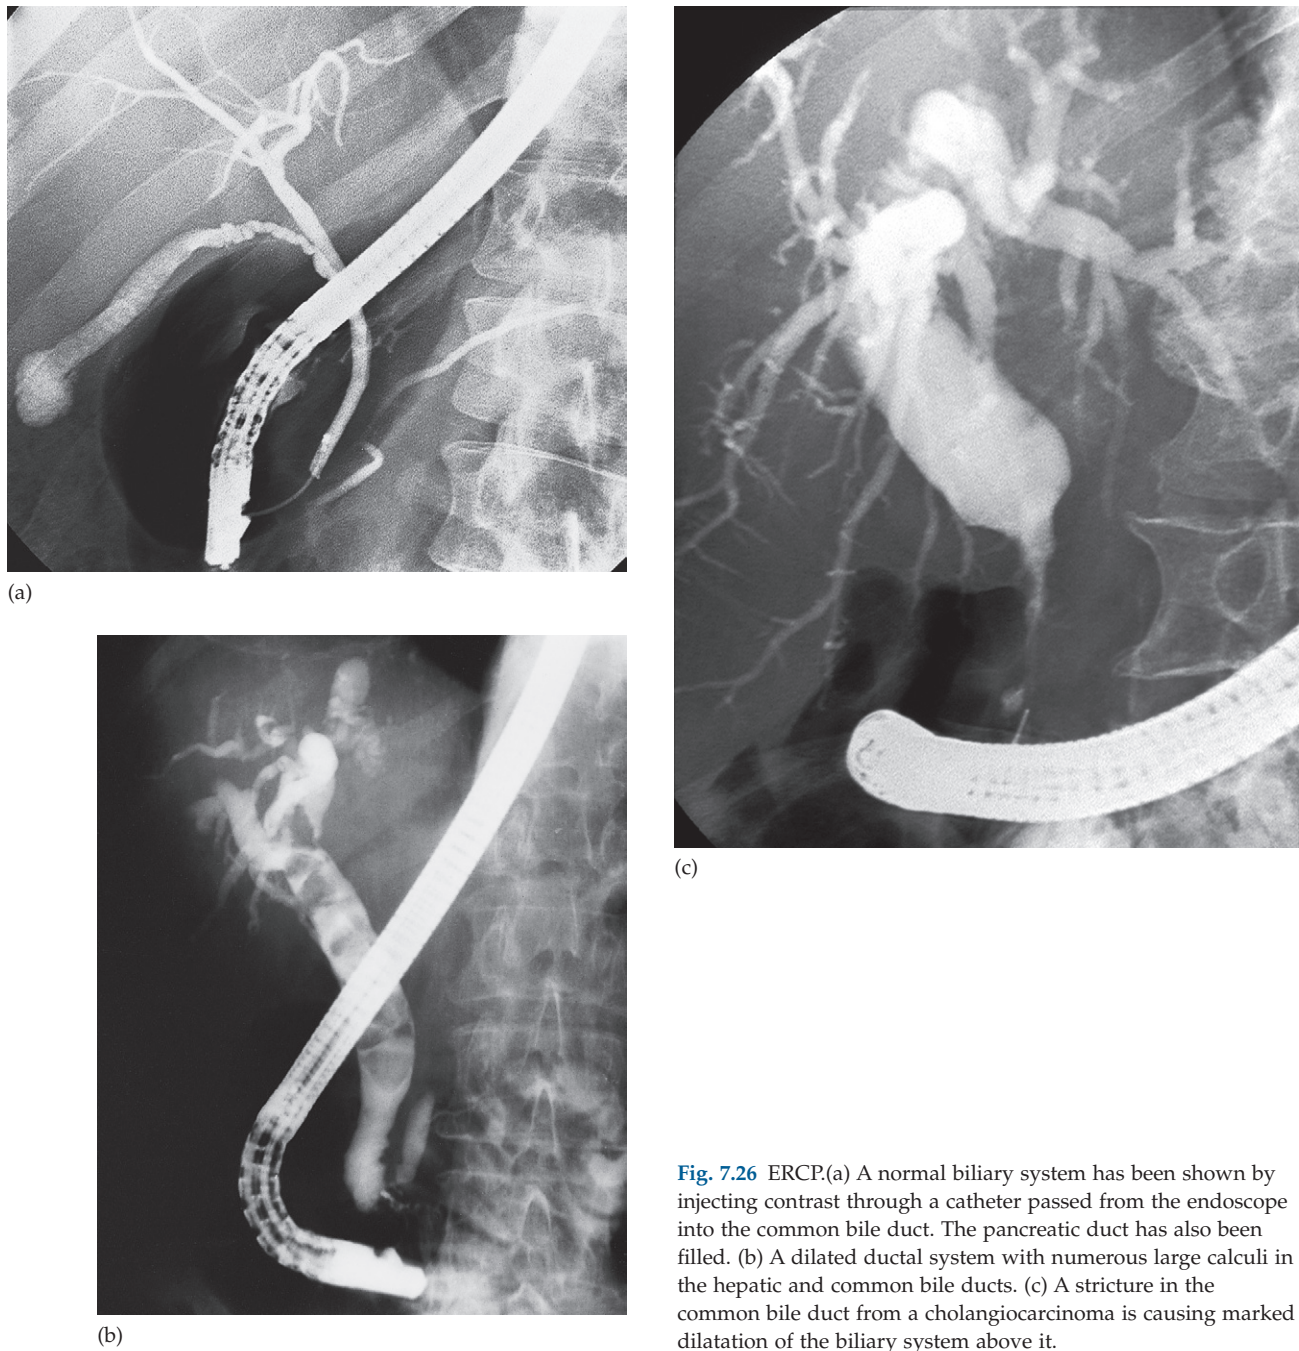 (a)
(b)
(c)
Fig. 7.26 ERCP.(a) A normal biliary system has been shown by
injecting contrast through a catheter passed from the endoscope
into the common bile duct. The pancreatic duct has also been
filled. (b) A dilated ductal system with numerous large calculi in
the hepatic and common bile ducts. (c) A stricture in the
common bile duct from a cholangiocarcinoma is causing marked
dilatation of the biliary system above it.